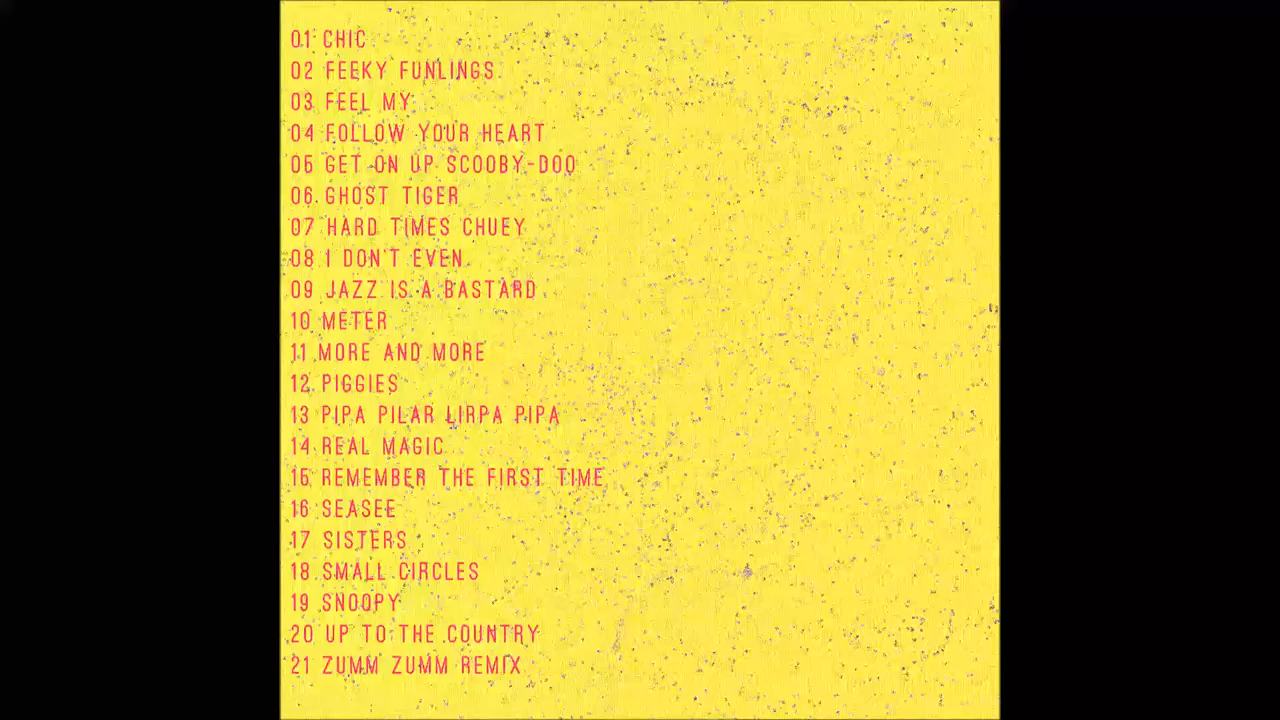 01 CHIC
02 FEEKY FUNLINGS
03 FEEL MY
04 FOLLOW YOUR HEART
05 GET ON UP SCOOBY-DOO
06 GHOST TIGER
07 HARD TIMES CHUEY
08 I DON'T EVEN
09 JAZZ IS A BASTARD
10 METER
11 MORE AND MORE
12 PIGGIES
13 PIPA PILAR LIRPA PIPA
14 REAL MAGIC
15 REMEMBER THE FIRST TIME
16 SEASEE
17 SISTERS
18 SMALL CIRCLES
19 SNOOPY
20 UP TO THE COUNTRY
21 ZUMM ZUMM REMIX